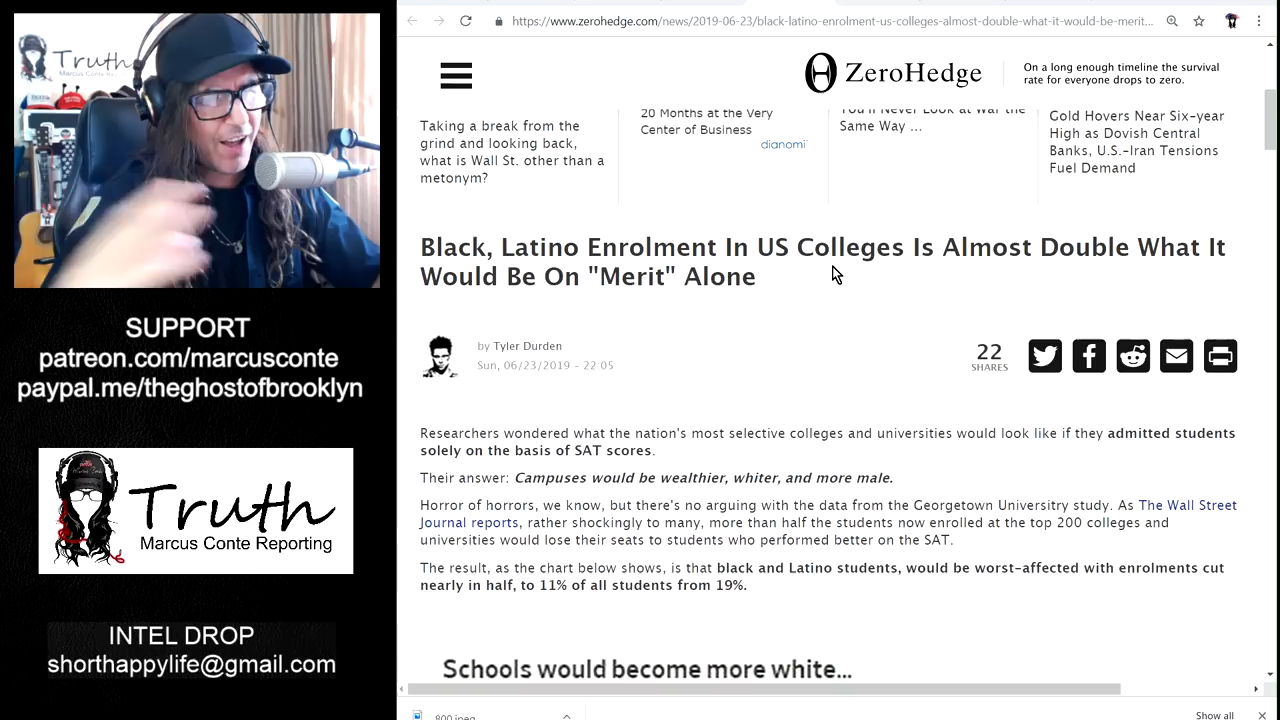 Truth
Marcus Conte
SUPPORT
patreon.com/marcusconte
paypal.me/theghostofbrooklyn
Truth
Marcus Conte Reporting
INTEL DROP
shorthappylife@gmail.com
https://www.zerohedge.com/news/2019-06-23/black-latino-enrolment-us-colleges-almost-double-what-it-would-be-merit...
ZeroHedge
On a long enough timeline the survival
rate for everyone drops to zero.
Taking a break from the
grind and looking back,
what is Wall St. other than a
metonym?
20 Months at the Very
Center of Business
dianomi
You'll Never Look at War the
Same Way ...
Gold Hovers Near Six-year
High as Dovish Central
Banks, U.S.-Iran Tensions
Fuel Demand
Black, Latino Enrolment In US Colleges Is Almost Double What It
Would Be On "Merit" Alone
by Tyler Durden
Sun, 06/23/2019 - 22:05
22
SHARES
Researchers wondered what the nation's most selective colleges and universities would look like if they admitted students
solely on the basis of SAT scores.
Their answer: Campuses would be wealthier, whiter, and more male.
Horror of horrors, we know, but there's no arguing with the data from the Georgetown Universitry study. As The Wall Street
Journal reports, rather shockingly to many, more than half the students now enrolled at the top 200 colleges and
universities would lose their seats to students who performed better on the SAT.
The result, as the chart below shows, is that black and Latino students, would be worst-affected with enrolments cut
nearly in half, to 11% of all students from 19%.
Schools would become more white...
800.jpeg
Show all